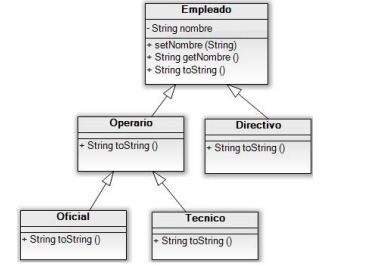 Empleado
- String nombre
+ setNombre (String)
+ String getNombre ()
+ String toString ()
Operario
+ String toString ()
Directivo
+ String toString ()
Oficial
+ String toString ()
Tecnico
+ String toString ()